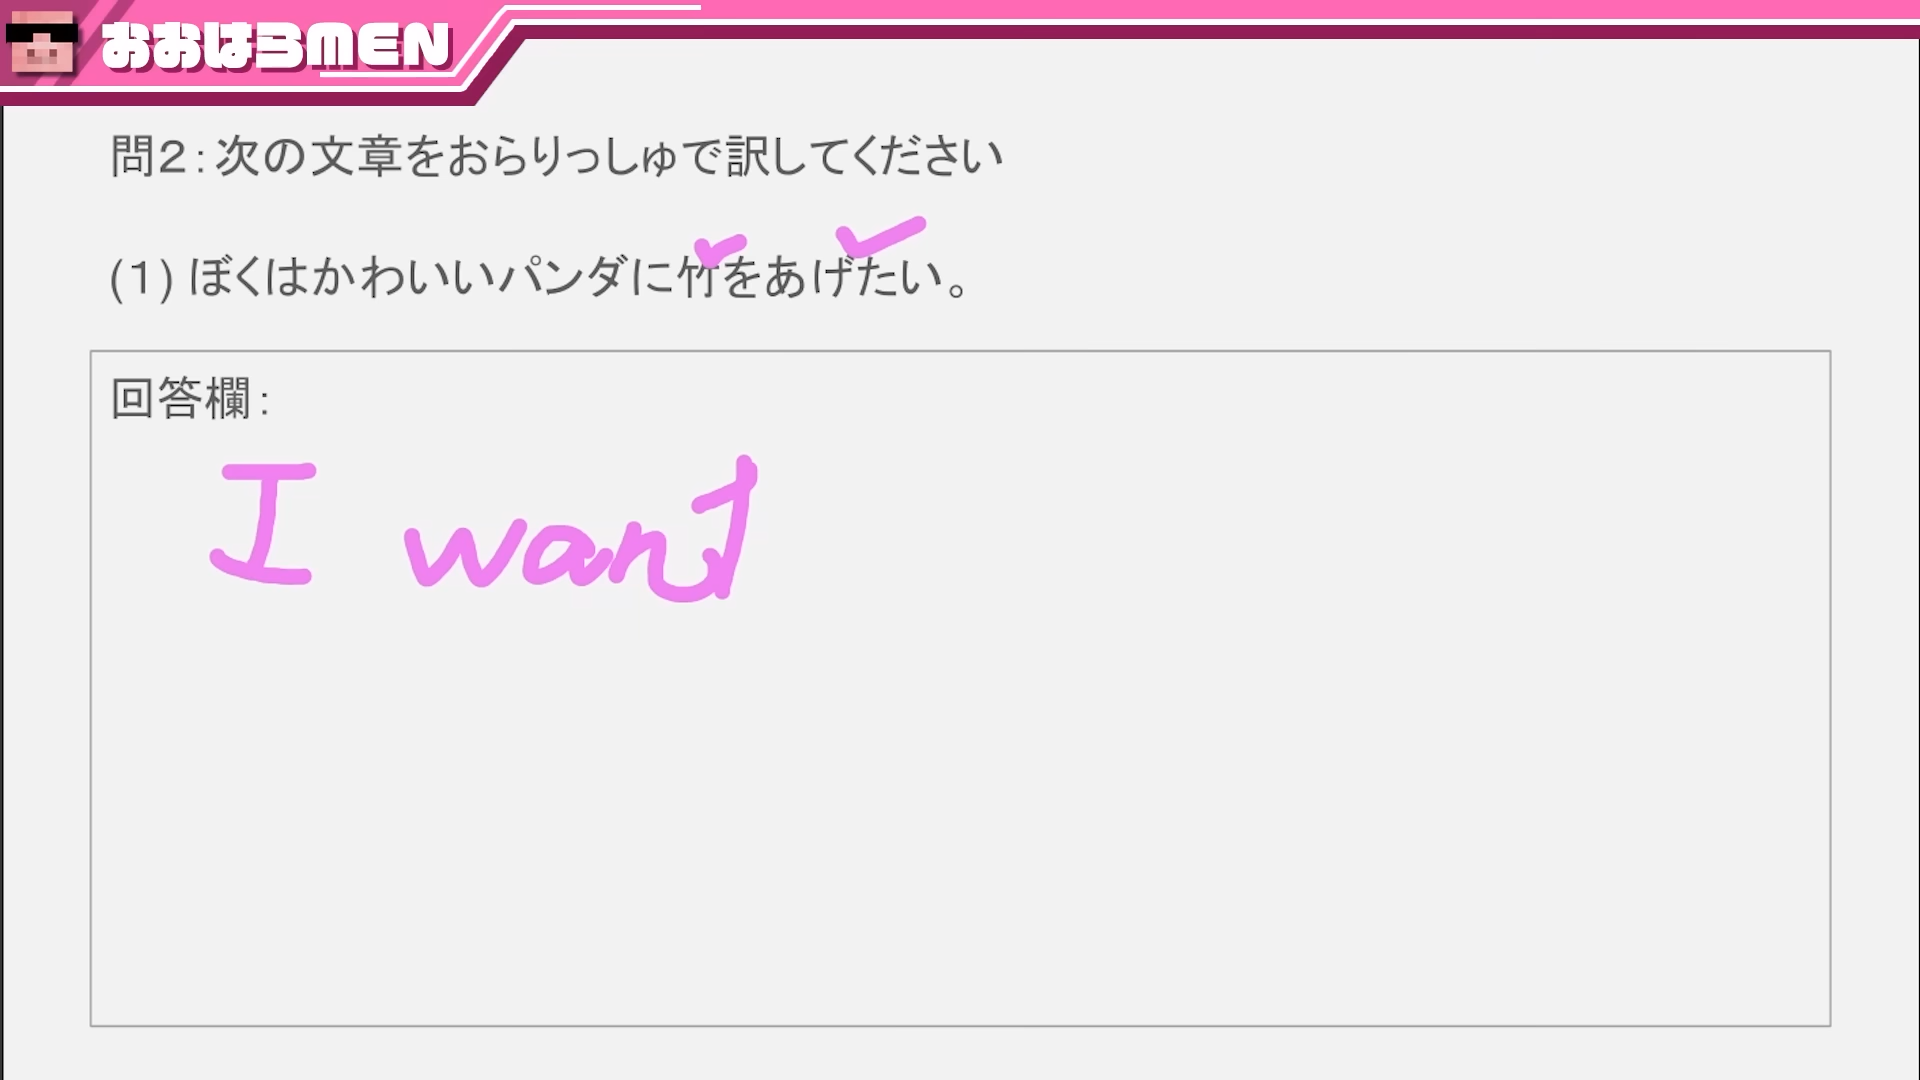 おおはらMEN
問2：次の文章をおらりっしゅで訳してください
(1) ぼくはかわいいパンダに竹をあげたい。
回答欄：
I want